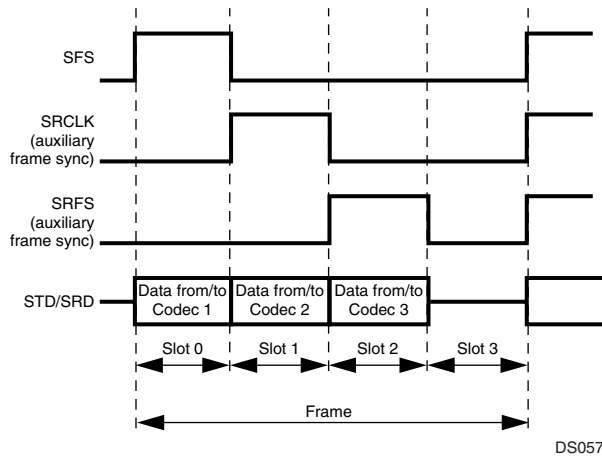 SFS
SRCLK
(auxiliary
frame sync)
SRFS
(auxiliary
frame sync)
STD/SRD
Data from/to
Codec 1
Data from/to
Codec 2
Data from/to
Codec 3
Slot 0
Slot 1
Slot 2
Slot 3
Frame
DS057